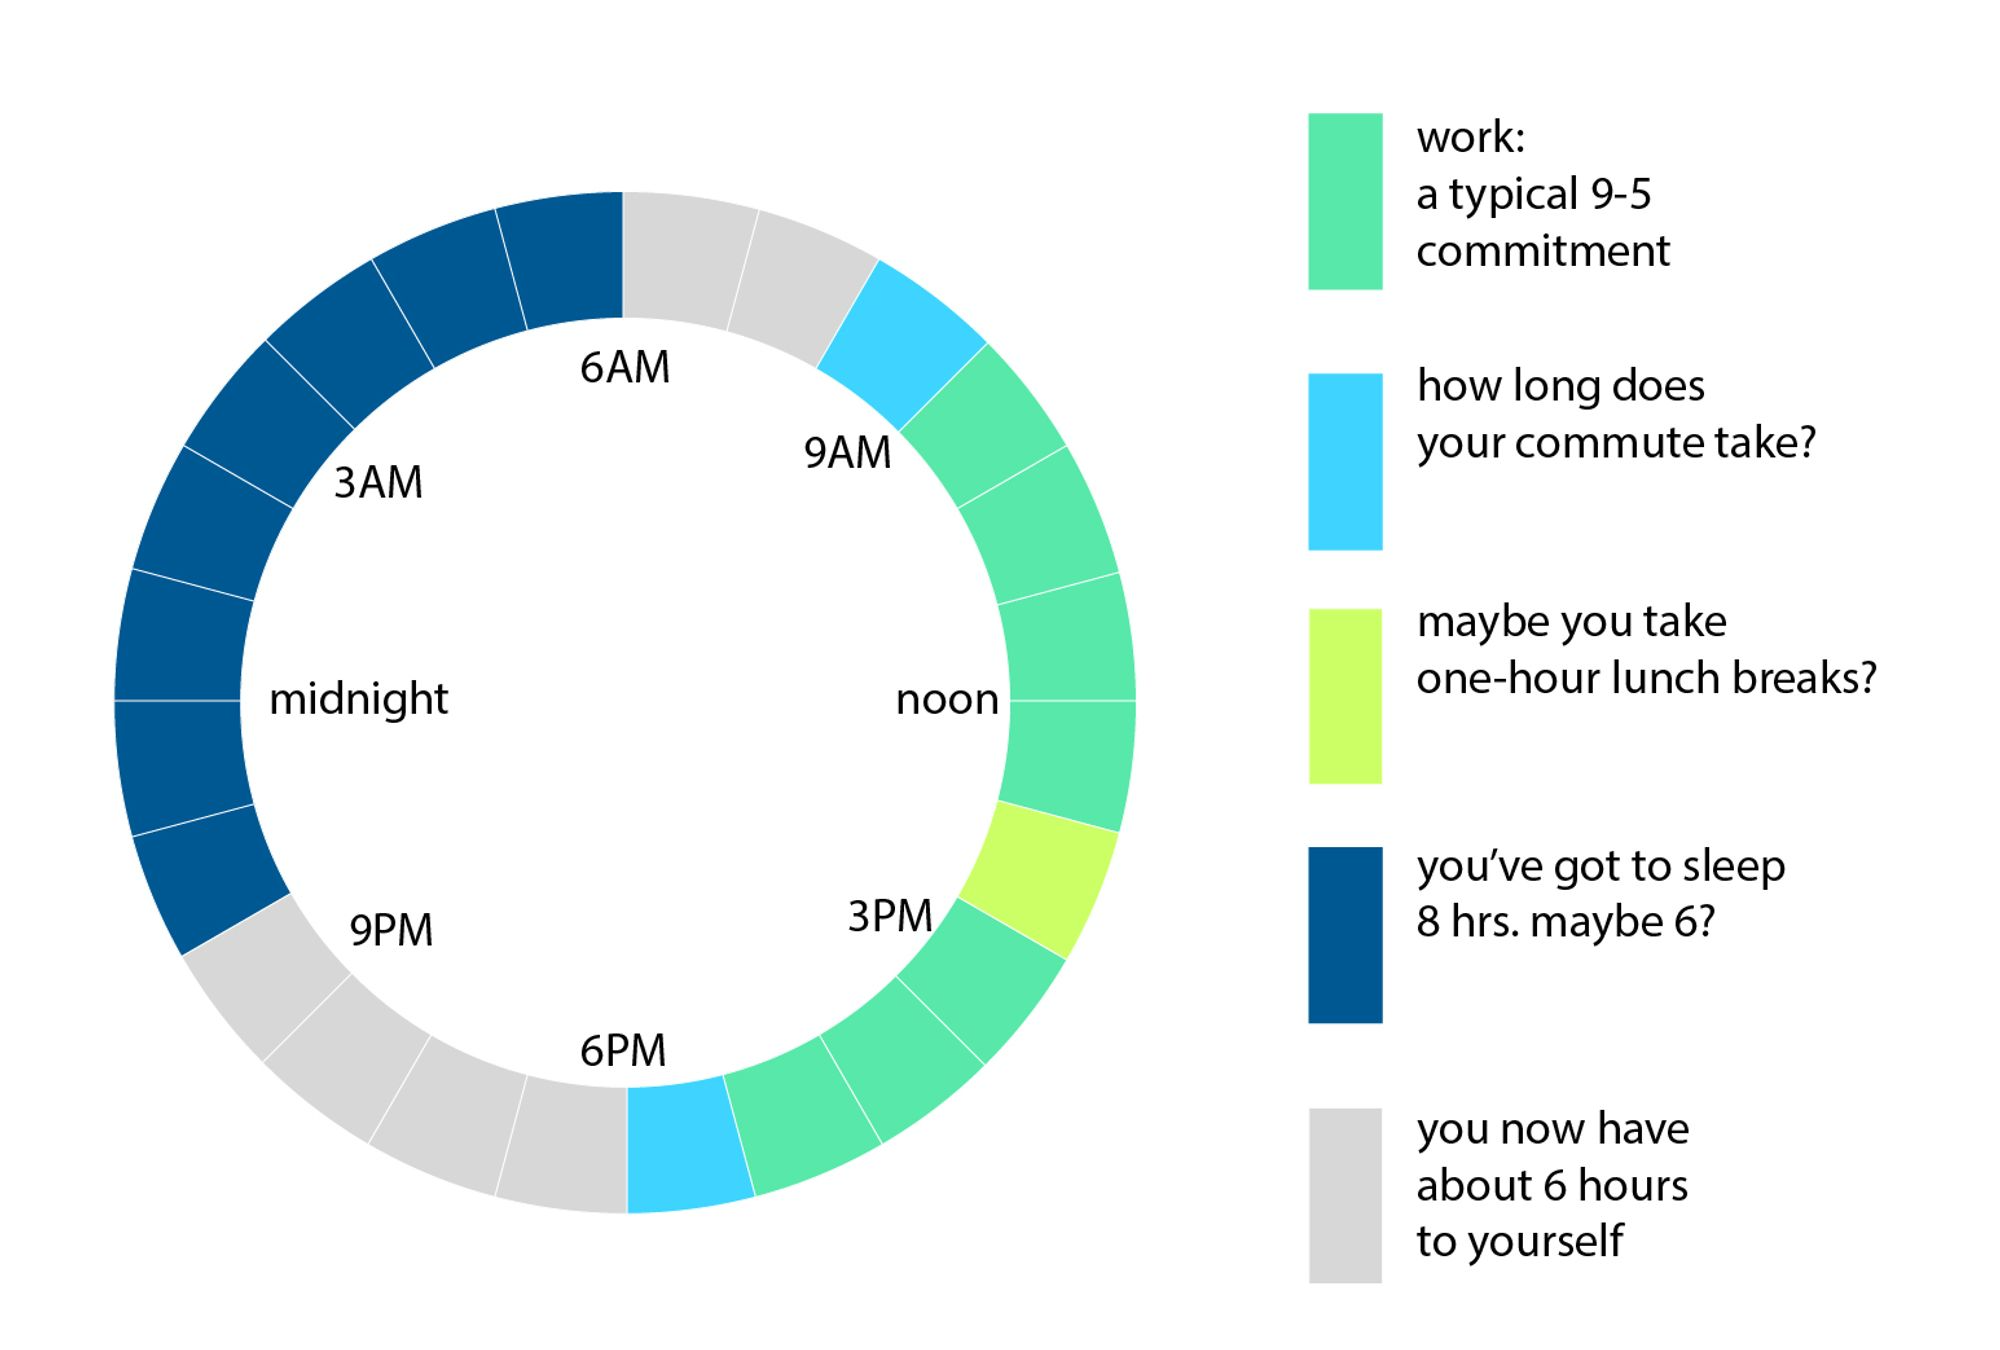 6AM
9AM
3AM
midnight
noon
3PM
9PM
6PM
work:
a typical 9-5
commitment
how long does
your commute take?
maybe you take
one-hour lunch breaks?
you’ve got to sleep
8 hrs. maybe 6?
you now have
about 6 hours
to yourself